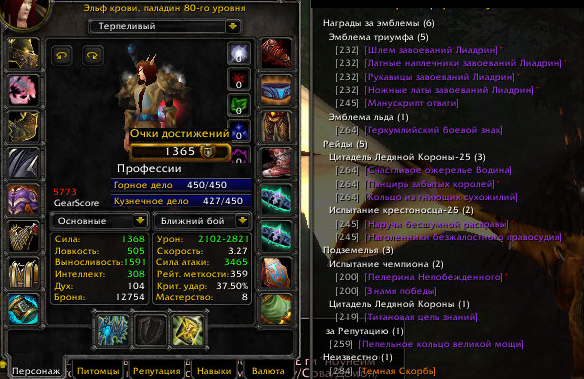 Эльф крови, паладин 80-го уровня
Терпеливый
0
0
0
0
0
Очки достижений
1365
Профессии
Горное дело 450/450
Кузнечное дело 427/450
5773
GearScore
Основные
Ближний бой
Сила: 1368
Ловкость: 505
Выносливость: 1591
Интеллект: 308
Дух: 104
Броня: 12754
Урон: 2102-2821
Скорость: 3.27
Сила атаки: 3465
Рейт. меткости: 359
Крит. удар: 37.50%
Мастерство: 8
Персонаж
Питомцы
Репутация
Навыки
Валюта
Награды за эмблемы (6)
Эмблема триумфа (5)
[232] [Шлем завоеваний Лиадрин]
[232] [Латные наплечники завоеваний Лиадрин]
[232] [Рукавицы завоеваний Лиадрин]
[232] [Ножные латы завоеваний Лиадрин]
[245] [Манускрипт отваги]
Эмблема льда (1)
[264] [Геркумлийский боевой знак]
Рейды (5)
Цитадель Ледяной Короны-25 (3)
[264] [Счастливое ожерелье Водина]
[264] [Панцирь забытых королей]
[264] [Кольцо из гниющих сухожилий]
Испытание крестоносца-25 (2)
[245] [Наручи бесшумной расправы]
[245] [Наголенники безжалостного правосудия]
Подземелья (3)
Испытание чемпиона (2)
[200] [Пелерина Непобежденного]
[200] [Знамя победы]
Цитадель Ледяной Короны (1)
[219] [Титановая цепь знаний]
за Репутацию (1)
[259] [Пепельное кольцо великой мощи]
Неизвестно (1)
[284] [Темная Скорбь]